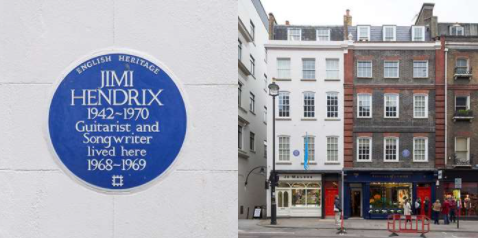 ENGLISH HERITAGE
JIMI
HENDRIX
1942~1970
Guitarist and
Songwriter
lived here
1968~1969